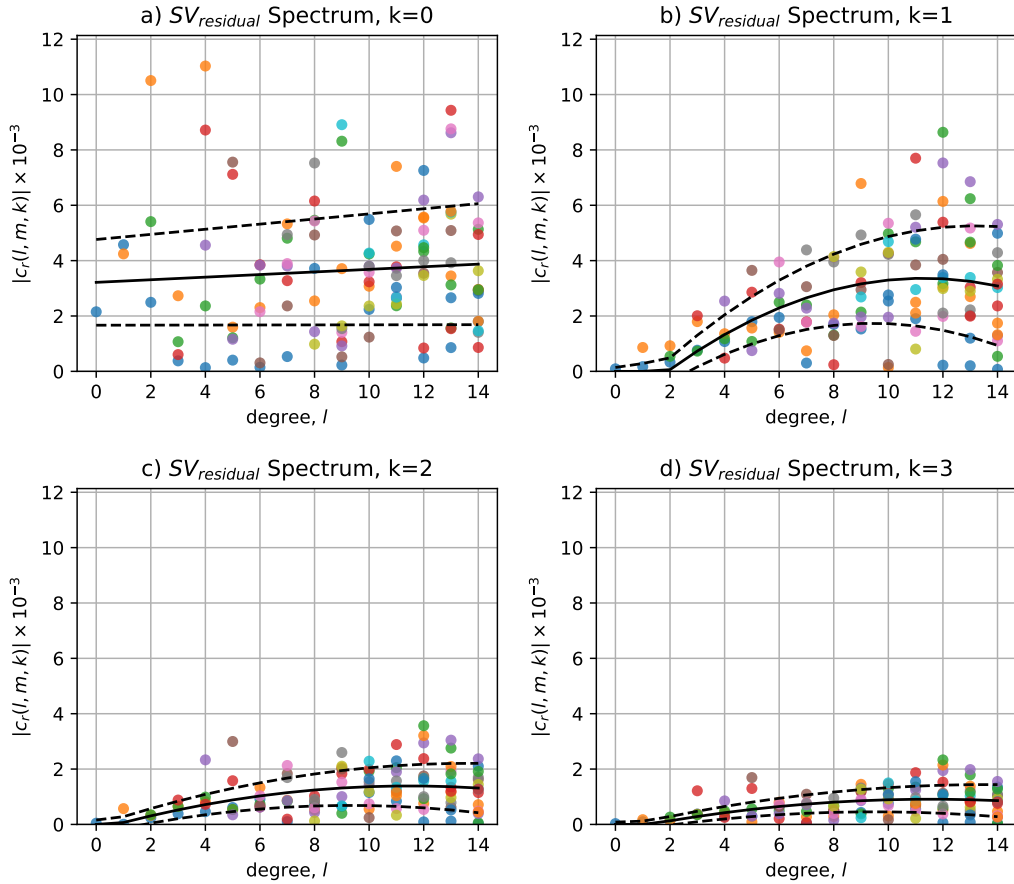 a) SV_residual Spectrum, k=0
12
10
8
6
4
2
0
|c_r(l, m, k)| × 10^−3
0 2 4 6 8 10 12 14
degree, l
b) SV_residual Spectrum, k=1
12
10
8
6
4
2
0
|c_r(l, m, k)| × 10^−3
0 2 4 6 8 10 12 14
degree, l
c) SV_residual Spectrum, k=2
12
10
8
6
4
2
0
|c_r(l, m, k)| × 10^−3
0 2 4 6 8 10 12 14
degree, l
d) SV_residual Spectrum, k=3
12
10
8
6
4
2
0
|c_r(l, m, k)| × 10^−3
0 2 4 6 8 10 12 14
degree, l